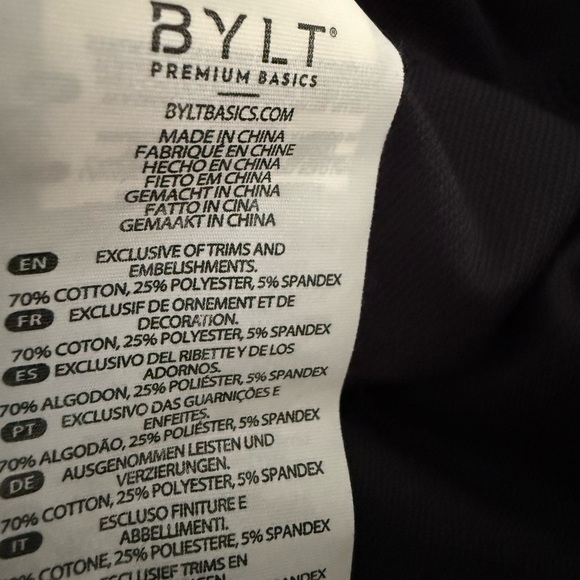 BYLT®
PREMIUM BASICS
BYLTBASICS.COM
MADE IN CHINA
FABRIQUÉ EN CHINE
HECHO EN CHINA
FIETO EM CHINA
GEMACHT IN CHINA
FATTO IN CINA
GEMAAKT IN CHINA
EN EXCLUSIVE OF TRIMS AND
EMBELISHMENTS.
70% COTTON, 25% POLYESTER, 5% SPANDEX
FR EXCLUSIF DE ORNEMENT ET DE
DECORATION.
70% COTON, 25% POLYESTER, 5% SPANDEX
ES EXCLUSIVO DEL RIBETTE Y DE LOS
ADORNOS.
70% ALGODON, 25% POLIÉSTER, 5% SPANDEX
PT EXCLUSIVO DAS GUARNIÇÕES E
ENFEITES.
70% ALGODÃO, 25% POLIÉSTER, 5% SPANDEX
DE AUSGENOMMEN LEISTEN UND
VERZIERUNGEN.
70% COTTON, 25% POLYESTER, 5% SPANDEX
IT ESCLUSO FINITURE E
ABBELLIMENTI.
COTONE, 25% POLIESTERE, 5% SPANDEX
TRIMS EN